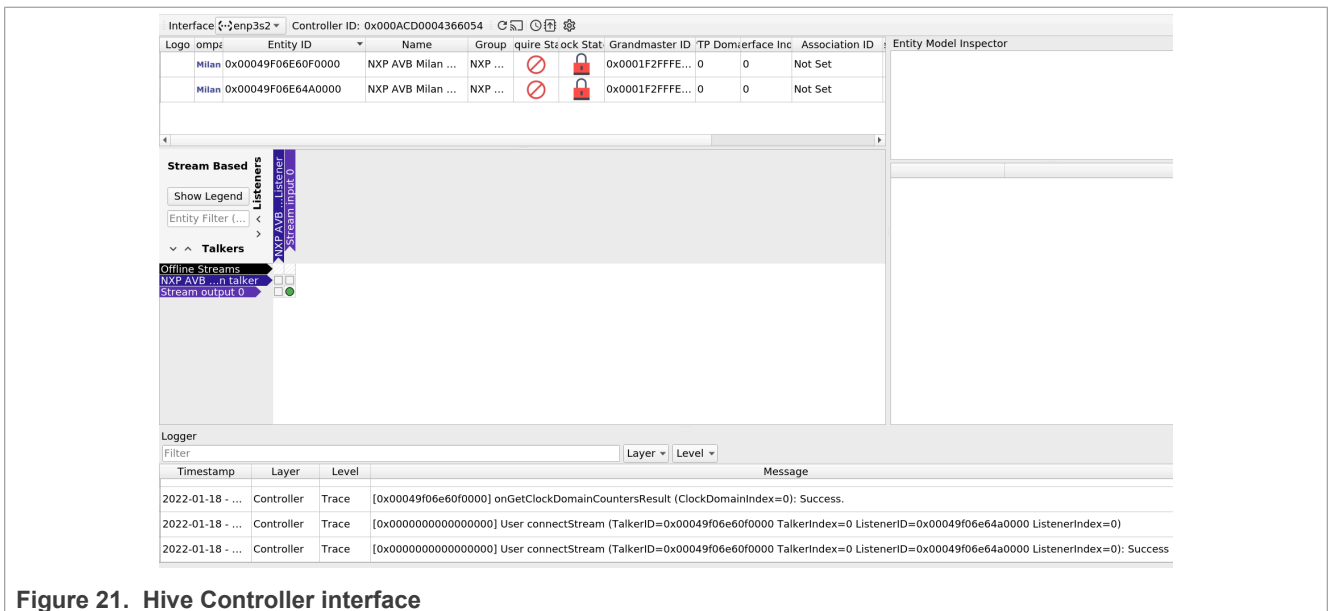 Interface enp3s2 Controller ID: 0x000ACD0004366054
Logo ompa Entity ID Name Group quire Sta ock Stat Grandmaster ID TP Doma erface Inc Association ID
Milan 0x00049F06E60F0000 NXP AVB Milan ... NXP ... 0x0001F2FFFE... 0 0 Not Set
Milan 0x00049F06E64A0000 NXP AVB Milan ... NXP ... 0x0001F2FFFE... 0 0 Not Set
Entity Model Inspector
Stream Based
Show Legend
Entity Filter (...
Listeners
Talkers
NXP AVB ...Listener
Stream input 0
Offline Streams
NXP AVB ...n talker
Stream output 0
Logger
Filter Layer Level
Timestamp Layer Level Message
2022-01-18 - ... Controller Trace [0x00049f06e60f0000] onGetClockDomainCountersResult (ClockDomainIndex=0): Success.
2022-01-18 - ... Controller Trace [0x0000000000000000] User connectStream (TalkerID=0x00049f06e60f0000 TalkerIndex=0 ListenerID=0x00049f06e64a0000 ListenerIndex=0)
2022-01-18 - ... Controller Trace [0x0000000000000000] User connectStream (TalkerID=0x00049f06e60f0000 TalkerIndex=0 ListenerID=0x00049f06e64a0000 ListenerIndex=0): Success
Figure 21. Hive Controller interface